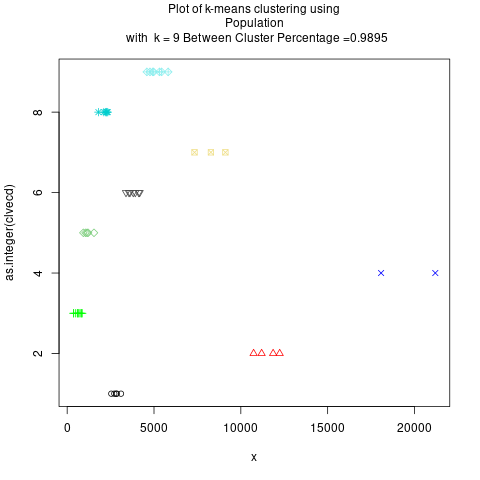 Plot of k-means clustering using
Population
with  k = 9 Between Cluster Percentage =0.9895
as.integer(clvecd)
8
6
4
2
0
5000
10000
15000
20000
x